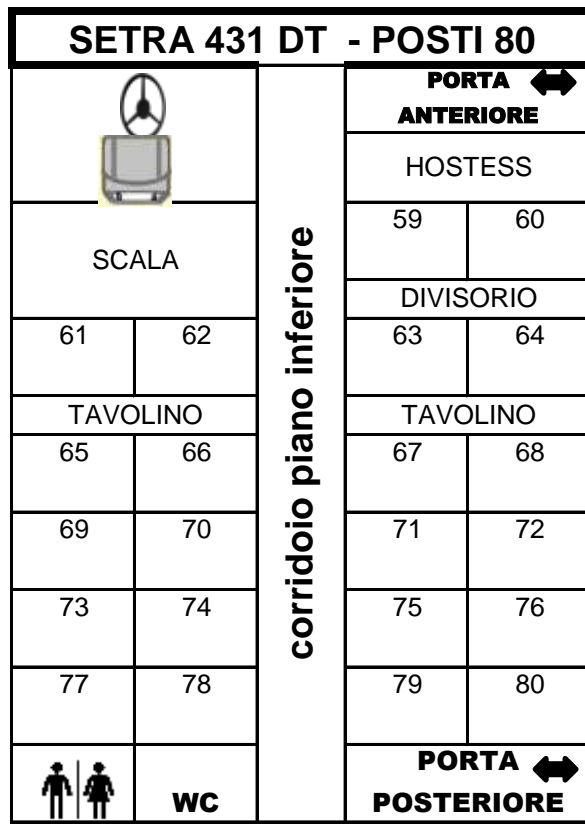 SETRA 431 DT - POSTI 80
PORTA
ANTERIORE
HOSTESS
59 60
SCALA
DIVISORIO
61 62 63 64
TAVOLINO TAVOLINO
65 66 67 68
69 70 71 72
73 74 75 76
77 78 79 80
corridoio piano inferiore
WC
PORTA
POSTERIORE